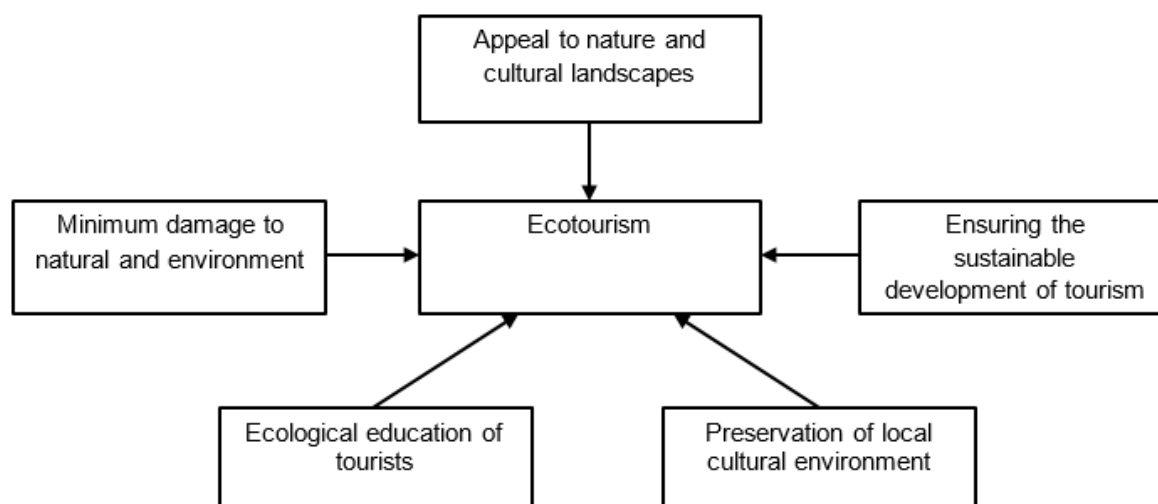 Appeal to nature and
cultural landscapes
Minimum damage to
natural and environment
Ecotourism
Ensuring the
sustainable
development of tourism
Ecological education of
tourists
Preservation of local
cultural environment